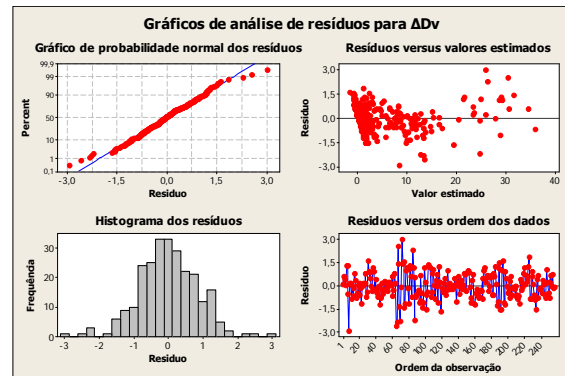 Gráficos de análise de resíduos para ΔDv
Gráfico de probabilidade normal dos resíduos
Percent
99,9
99
90
50
10
1
0,1
-3,0 -1,5 0,0 1,5 3,0
Residuo
Resíduos versus valores estimados
Resíduo
3,0
1,5
0,0
-1,5
-3,0
0 10 20 30 40
Valor estimado
Histograma dos resíduos
Frequência
30
20
10
0
-3 -2 -1 0 1 2 3
Residuo
Residuos versus ordem dos dados
Resíduo
3,0
1,5
0,0
-1,5
-3,0
1 20 40 60 80 100 120 140 160 180 200 220 240
Ordem da observação